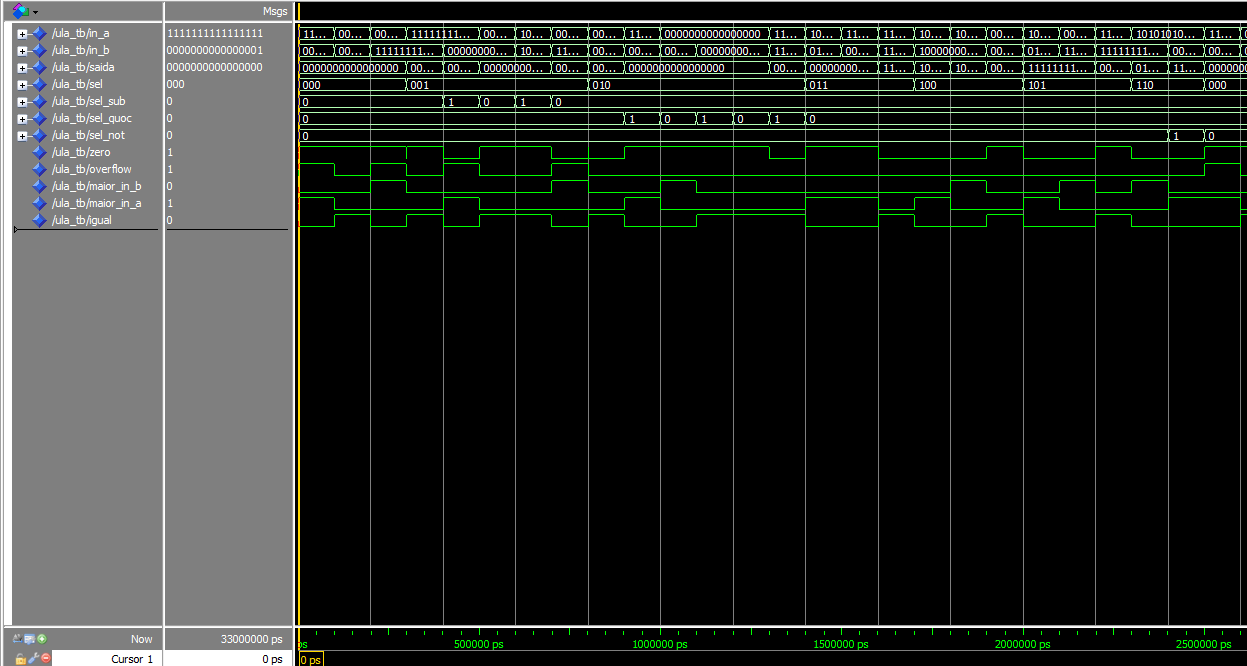 Msgs
/ula_tb/in_a 1111111111111111 11... 00... 00... 11111111... 00... 10... 00... 00... 11... 0000000000000000 11... 10... 11... 11... 10... 10... 00... 10... 00... 11... 10101010... 11...
/ula_tb/in_b 0000000000000001 00... 00... 11111111... 00000000... 10... 11... 00... 00... 00... 00000000... 11... 01... 00... 11... 10000000... 00... 01... 11... 11111111... 00... 00...
/ula_tb/saida 0000000000000000 0000000000000000 00... 00... 00000000... 00... 00... 0000000000000000 00... 00000000... 11... 10... 10... 00... 11111111... 00... 01... 11... 0000000...
/ula_tb/sel 000 000 001 010 011 100 101 110 000
/ula_tb/sel_sub 0 0 1 0 1 0
/ula_tb/sel_quoc 0 0 1 0 1 0 1 0
/ula_tb/sel_not 0 0 1 0
/ula_tb/zero 1
/ula_tb/overflow 1
/ula_tb/maior_in_b 0
/ula_tb/maior_in_a 1
/ula_tb/igual 0
Now 33000000 ps ps 500000 ps 1000000 ps 1500000 ps 2000000 ps 2500000 ps
Cursor 1 0 ps 0 ps